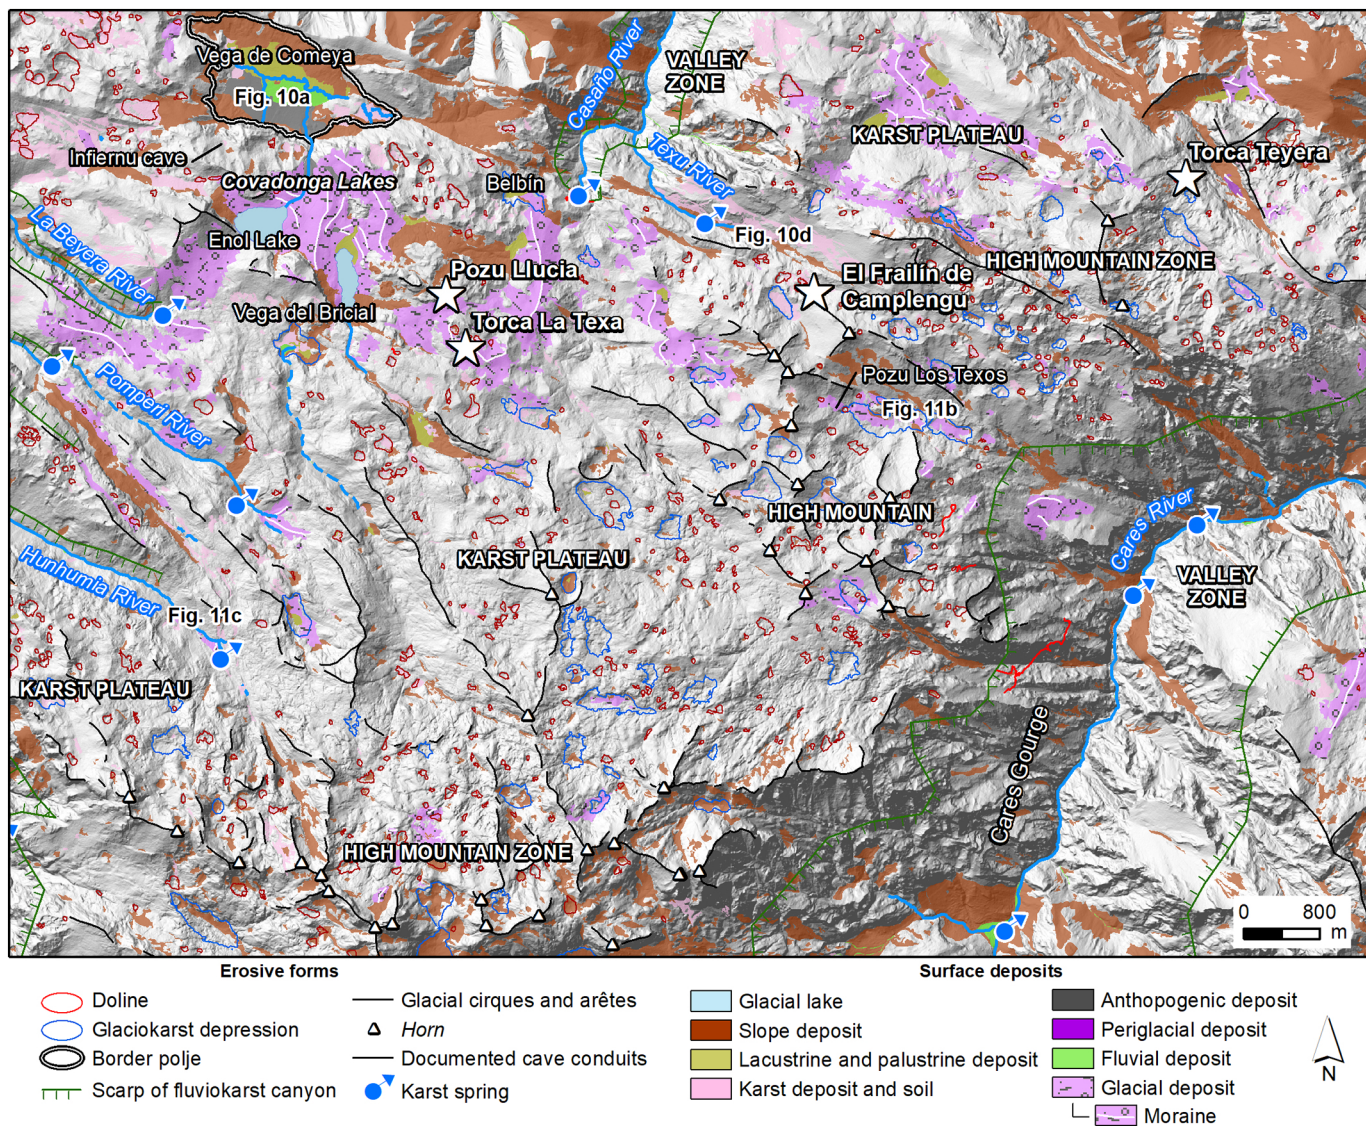 Vega de Comeya
Fig. 10a
Infiernu cave
Covadonga Lakes
Enol Lake
La Beyera River
Vega del Bricial
Pomperi River
Hunhumia River
Fig. 11c
KARST PLATEAU
Casaño River
VALLEY
ZONE
Texu River
Belbín
Fig. 10d
Pozu Llucia
Torca La Texa
KARST PLATEAU
Torca Teyera
HIGH MOUNTAIN ZONE
El Frailín de
Camplengu
Pozu Los Texos
Fig. 11b
HIGH MOUNTAIN
KARST PLATEAU
Cares River
VALLEY
ZONE
Cares Gourge
HIGH MOUNTAIN ZONE
0 800
m
Erosive forms
Doline
Glaciokarst depression
Border polje
Scarp of fluviokarst canyon
Glacial cirques and arêtes
Horn
Documented cave conduits
Karst spring
Surface deposits
Glacial lake
Slope deposit
Lacustrine and palustrine deposit
Karst deposit and soil
Anthopogenic deposit
Periglacial deposit
Fluvial deposit
Glacial deposit
Moraine
N